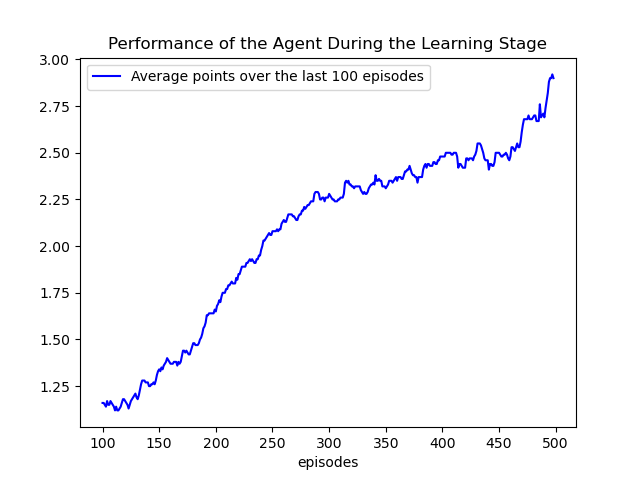 Performance of the Agent During the Learning Stage
3.00
Average points over the last 100 episodes
2.75
2.50
2.25
2.00
1.75
1.50
1.25
100 150 200 250 300 350 400 450 500
episodes